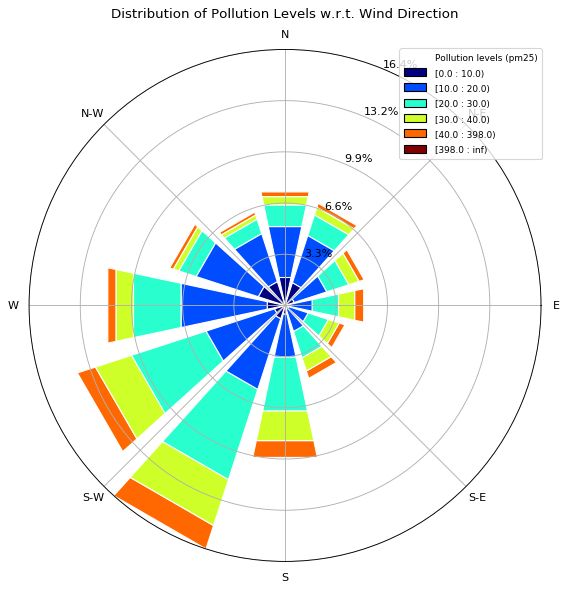 Distribution of Pollution Levels w.r.t. Wind Direction
N
Pollution levels (pm25)
[0.0 : 10.0)
[10.0 : 20.0)
[20.0 : 30.0)
[30.0 : 40.0)
[40.0 : 398.0)
[398.0 : inf)
16.4%
13.2%
9.9%
6.6%
3.3%
N-W
N-E
W
E
S-W
S-E
S